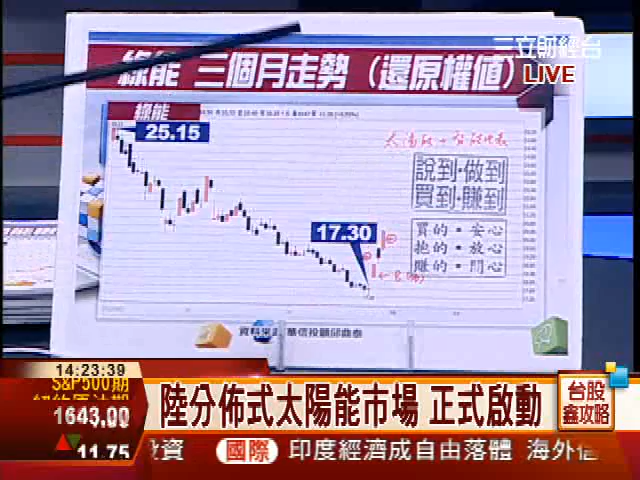 三立財經台
LIVE
綠能 三個月走勢（還原權值）
綠能
25.15
說到·做到
買到·賺到
17.30
買的·安心
抱的·放心
賺的·開心
14:23:39
S&P500期
1643.00
11.75
陸分佈式太陽能市場 正式啟動
台股
鑫攻略
投資 國際 印度經濟成自由落體 海外信